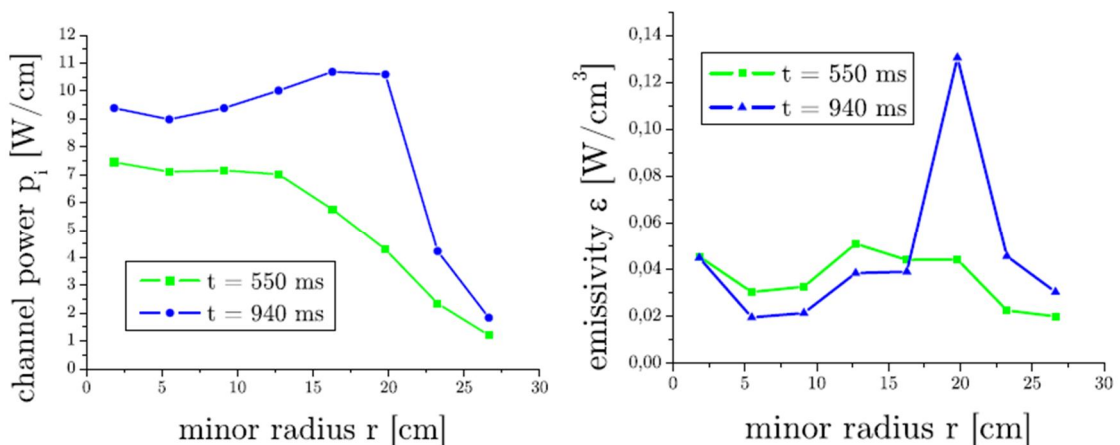 channel power p_i [W/cm]
12
11
10
9
8
7
6
5
4
3
2
1
0
t = 550 ms
t = 940 ms
0 5 10 15 20 25 30
minor radius r [cm]
emissivity ε [W/cm³]
0,14
0,12
0,10
0,08
0,06
0,04
0,02
0,00
t = 550 ms
t = 940 ms
0 5 10 15 20 25 30
minor radius r [cm]